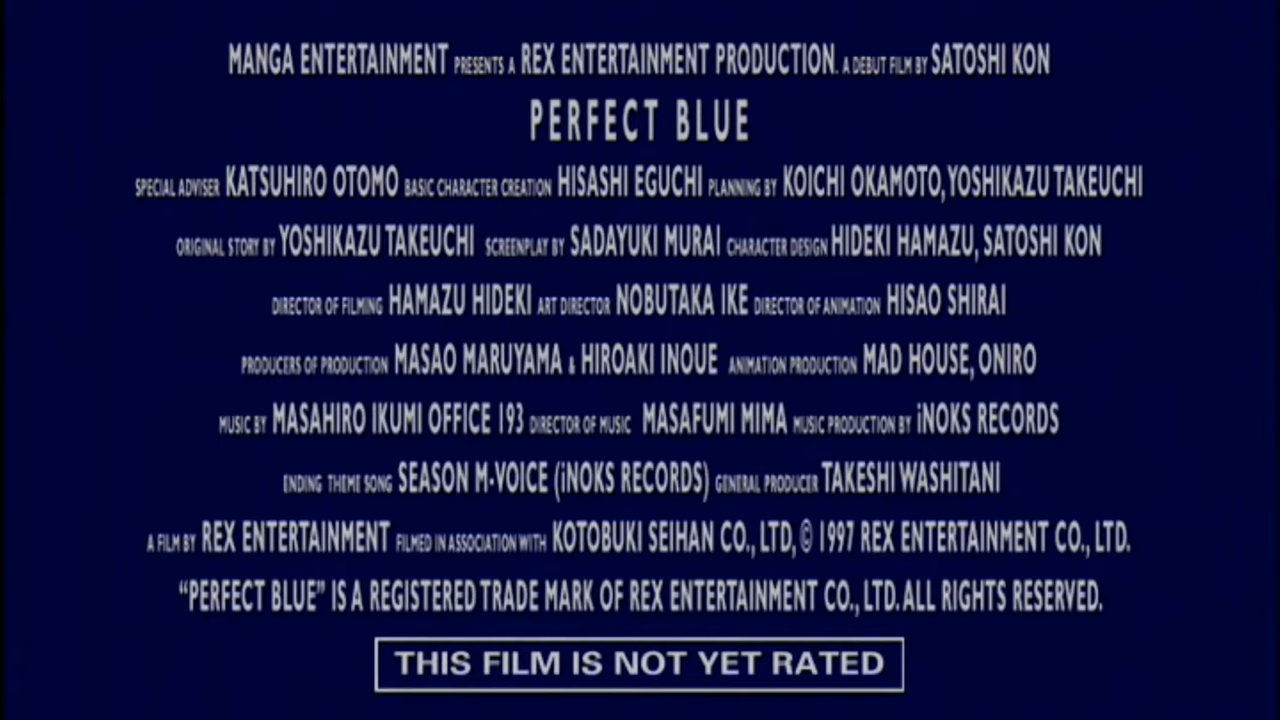 MANGA ENTERTAINMENT PRESENTS A REX ENTERTAINMENT PRODUCTION. A DEBUT FILM BY SATOSHI KON
PERFECT BLUE
SPECIAL ADVISER KATSUHIRO OTOMO BASIC CHARACTER CREATION HISASHI EGUCHI PLANNING BY KOICHI OKAMOTO, YOSHIKAZU TAKEUCHI
ORIGINAL STORY BY YOSHIKAZU TAKEUCHI SCREENPLAY BY SADAYUKI MURAI CHARACTER DESIGN HIDEKI HAMAZU, SATOSHI KON
DIRECTOR OF FILMING HAMAZU HIDEKI ART DIRECTOR NOBUTAKA IKE DIRECTOR OF ANIMATION HISAO SHIRAI
PRODUCERS OF PRODUCTION MASAO MARUYAMA & HIROAKI INOUE ANIMATION PRODUCTION MAD HOUSE, ONIRO
MUSIC BY MASAHIRO IKUMI OFFICE 193 DIRECTOR OF MUSIC MASAFUMI MIMA MUSIC PRODUCTION BY iNOKS RECORDS
ENDING THEME SONG SEASON M-VOICE (iNOKS RECORDS) GENERAL PRODUCER TAKESHI WASHITANI
A FILM BY REX ENTERTAINMENT FILMED IN ASSOCIATION WITH KOTOBUKI SEIHAN CO., LTD, © 1997 REX ENTERTAINMENT CO., LTD.
“PERFECT BLUE” IS A REGISTERED TRADE MARK OF REX ENTERTAINMENT CO., LTD. ALL RIGHTS RESERVED.
THIS FILM IS NOT YET RATED